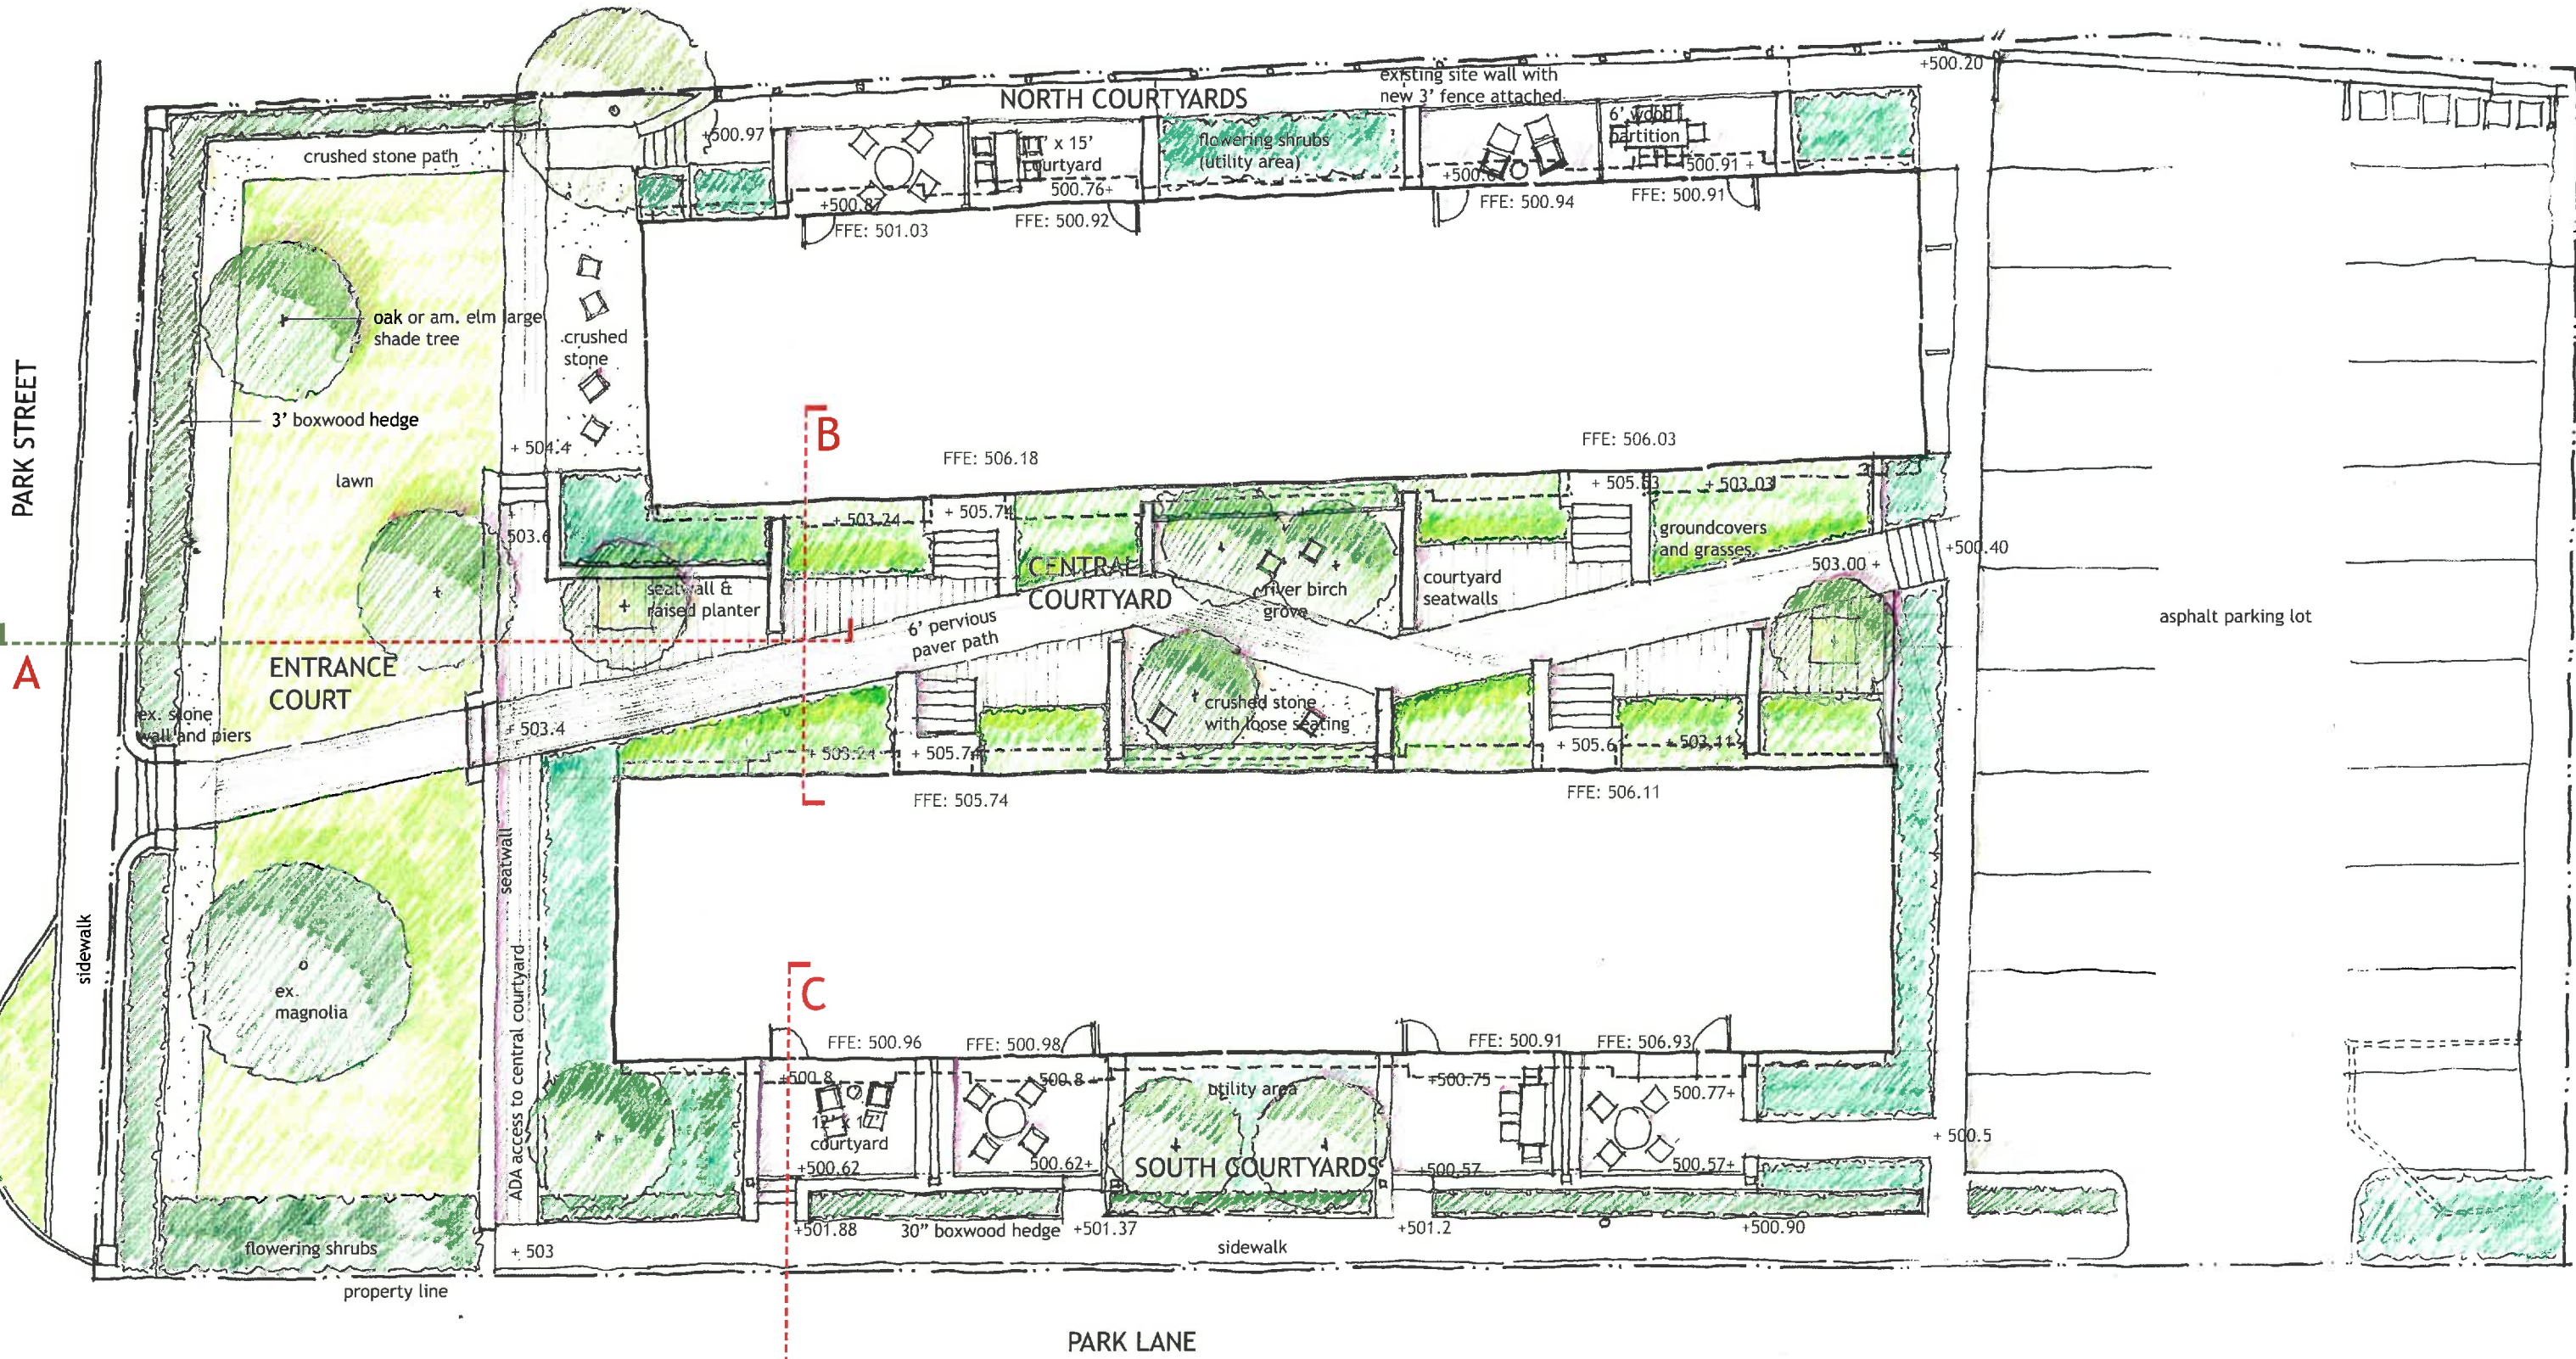 +500.20
existing site wall with
new 3' fence attached
NORTH COURTYARDS
+500.97
6' wood
partition
crushed stone path
flowering shrubs
(utility area)
x 15'
courtyard
500.91 +
500.76+
+500.87
FFE: 501.03
FFE: 500.92
FFE: 500.94
FFE: 500.91
oak or am. elm large
shade tree
crushed
stone
3' boxwood hedge
PARK STREET
B
+ 504.4
FFE: 506.18
FFE: 506.03
lawn
+ 503.24
+ 505.74
+ 503.03
groundcovers
and grasses
+500.40
503.00 +
CENTRAL
COURTYARD
courtyard
seatwalls
river birch
grove
seatwall &
raised planter
6' pervious
paver path
asphalt parking lot
A
ENTRANCE
COURT
ex. stone
wall and piers
+ 503.4
crushed stone
with loose seating
+ 503.24
+ 505.74
+ 505.6
+ 503.11
FFE: 505.74
FFE: 506.11
seatwall
sidewalk
ADA access to central courtyard
ex.
magnolia
C
FFE: 500.96
FFE: 500.98
FFE: 500.91
FFE: 506.93
+500.8
500.8
utility area
+500.75
500.77+
12' x 17'
courtyard
+500.62
500.62+
SOUTH COURTYARDS
+500.57
500.57+
+ 500.5
+501.88
30" boxwood hedge
+501.37
+501.2
+500.90
flowering shrubs
+ 503
sidewalk
property line
PARK LANE